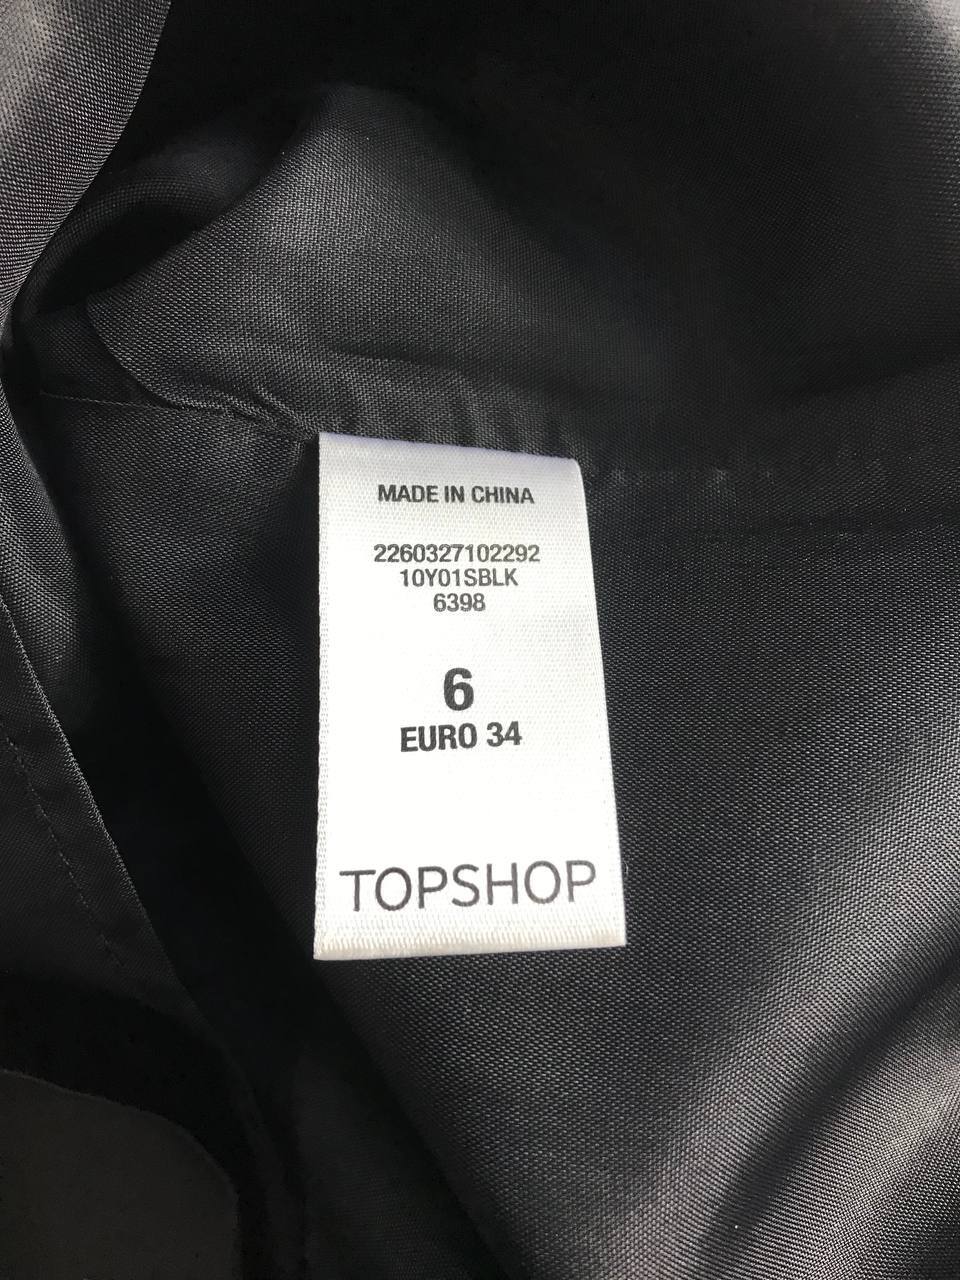 MADE IN CHINA
2260327102292
10Y01SBLK
6398
6
EURO 34
TOPSHOP